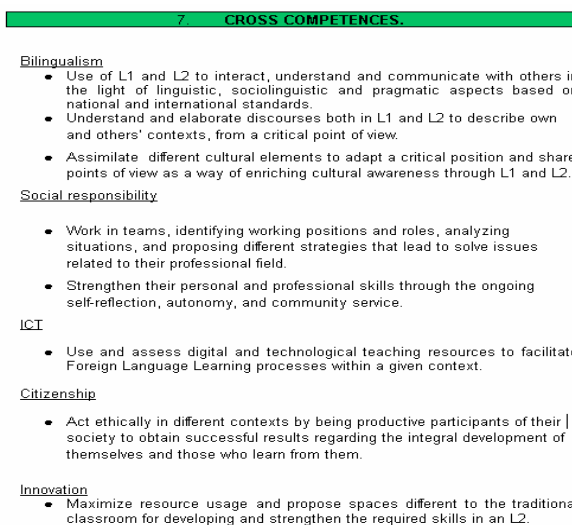 7. CROSS COMPETENCES.
Bilingualism
• Use of L1 and L2 to interact, understand and communicate with others i
the light of linguistic, sociolinguistic and pragmatic aspects based o
national and international standards.
• Understand and elaborate discourses both in L1 and L2 to describe own
and others' contexts, from a critical point of view.
• Assimilate different cultural elements to adapt a critical position and share
points of view as a way of enriching cultural awareness through L1 and L2.
Social responsibility
• Work in teams, identifying working positions and roles, analyzing
situations, and proposing different strategies that lead to solve issues
related to their professional field.
• Strengthen their personal and professional skills through the ongoing
self-reflection, autonomy, and community service.
ICT
• Use and assess digital and technological teaching resources to facilitate
Foreign Language Learning processes within a given context.
Citizenship
• Act ethically in different contexts by being productive participants of their
society to obtain successful results regarding the integral development of
themselves and those who learn from them.
Innovation
• Maximize resource usage and propose spaces different to the traditiona
classroom for developing and strengthen the required skills in an L2.